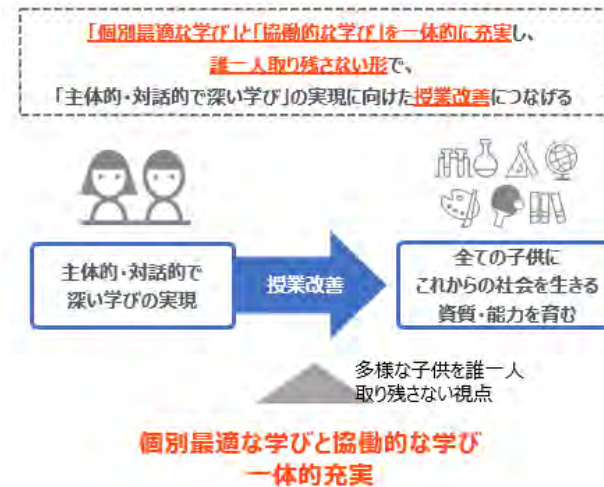 「個別最適な学び」と「協働的な学び」を一体的に充実し、
誰一人取り残さない形で、
「主体的・対話的で深い学び」の実現に向けた授業改善につなげる
主体的・対話的で
深い学びの実現
授業改善
全ての子供に
これからの社会を生きる
資質・能力を育む
多様な子供を誰一人
取り残さない視点
個別最適な学びと協働的な学び
一体的充実